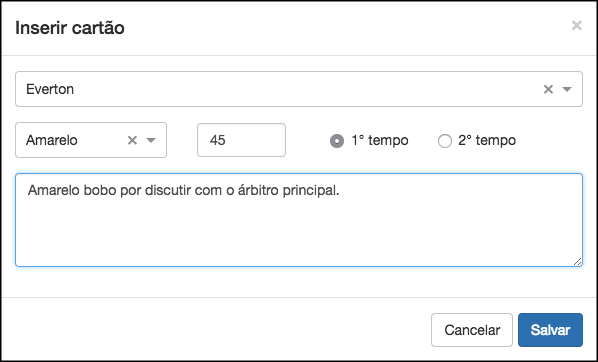 Inserir cartão ×
Everton × 
Amarelo × 45 1° tempo 2° tempo
Amarelo bobo por discutir com o árbitro principal.
Cancelar Salvar